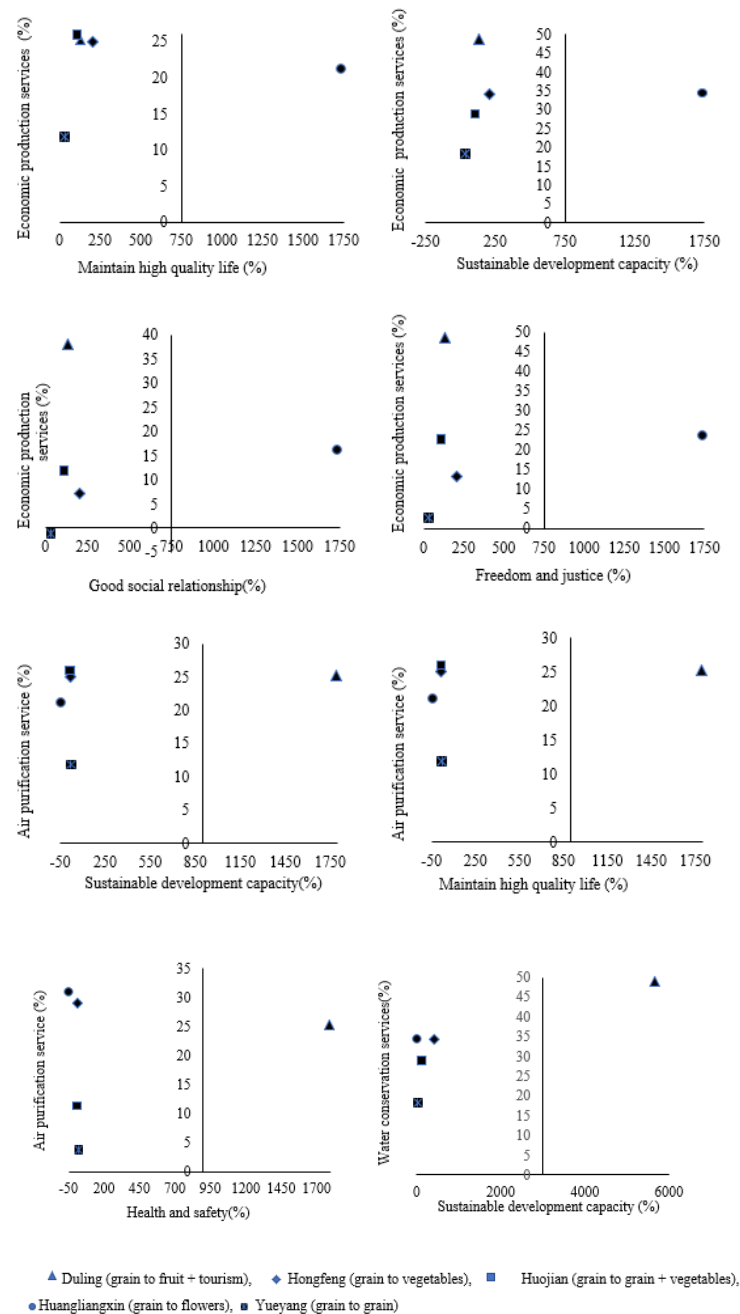 Economic production services (%)
25
20
15
10
5
0
0 250 500 750 1000 1250 1500 1750
Maintain high quality life (%)
Economic production services (%)
50
45
40
35
30
25
20
15
10
5
0
-250 250 750 1250 1750
Sustainable development capacity (%)
Economic production
services (%)
40
35
30
25
20
15
10
5
0
-5
0 250 500 750 1000 1250 1500 1750
Good social relationship(%)
Economic production services (%)
50
45
40
35
30
25
20
15
10
5
0
0 250 500 750 1000 1250 1500 1750
Freedom and justice (%)
Air purification service (%)
30
25
20
15
10
5
0
-50 250 550 850 1150 1450 1750
Sustainable development capacity(%)
Air purification service (%)
30
25
20
15
10
5
0
-50 250 550 850 1150 1450 1750
Maintain high quality life (%)
Air purification service (%)
35
30
25
20
15
10
5
0
-50 200 450 700 950 1200 1450 1700
Health and safety(%)
Water conservation services(%)
50
45
40
35
30
25
20
15
10
5
0
0 2000 4000 6000
Sustainable development capacity (%)
Duling (grain to fruit + tourism), Hongfeng (grain to vegetables), Huojian (grain to grain + vegetables),
Huangliangxin (grain to flowers), Yueyang (grain to grain)